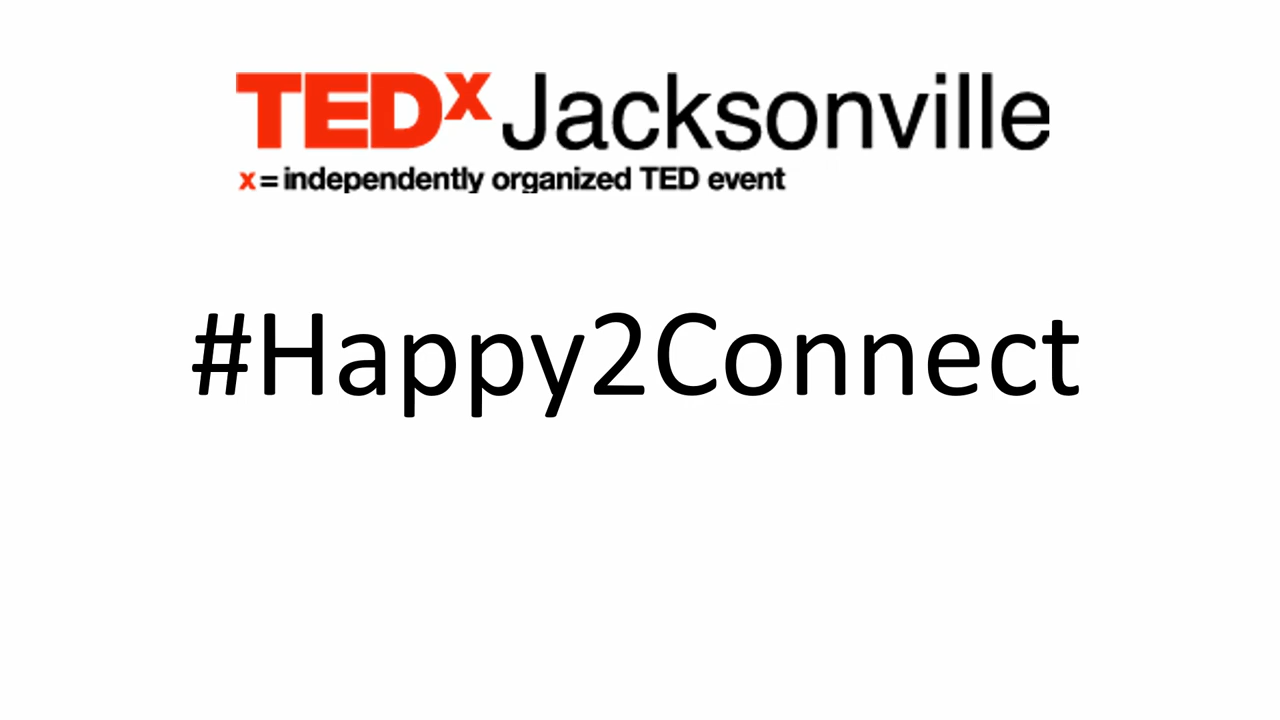 TEDx Jacksonville
x = independently organized TED event
#Happy2Connect